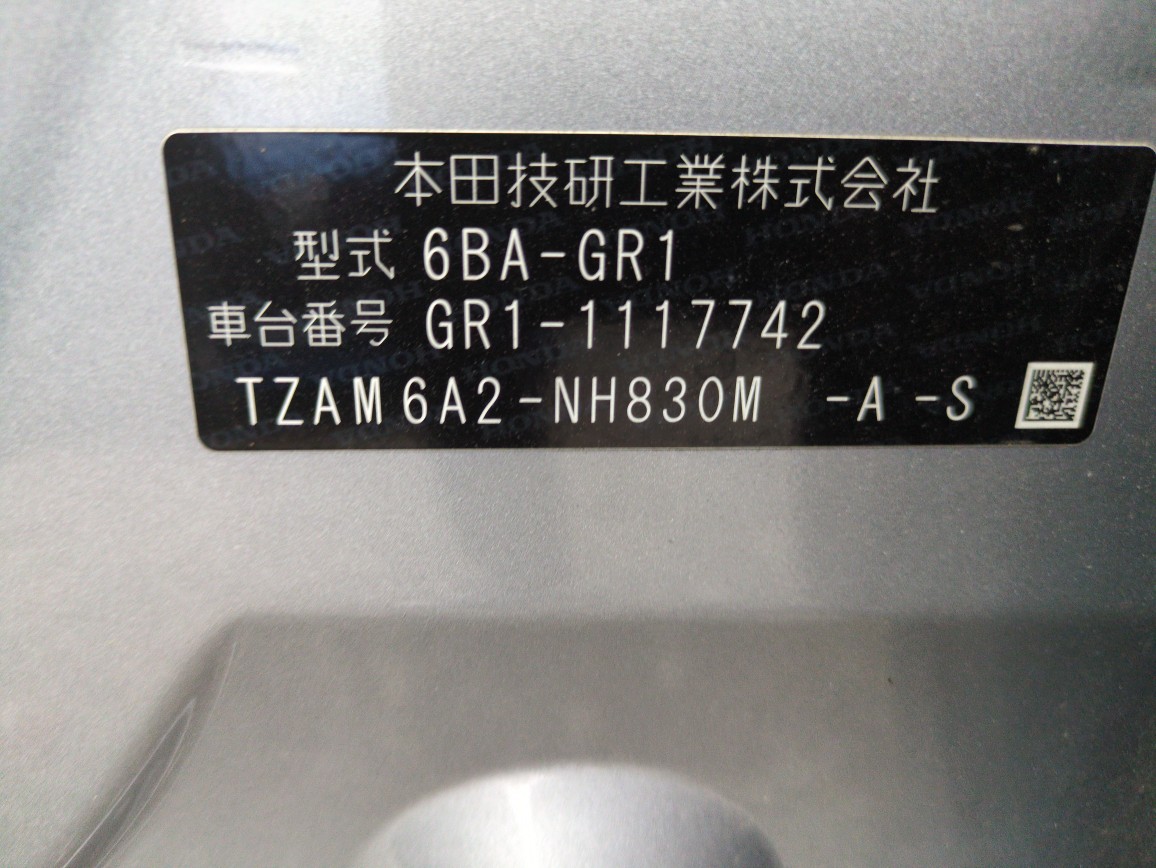 本田技研工業株式会社
型式 6BA-GR1
車台番号 GR1-1117742
TZAM6A2-NH830M -A -S